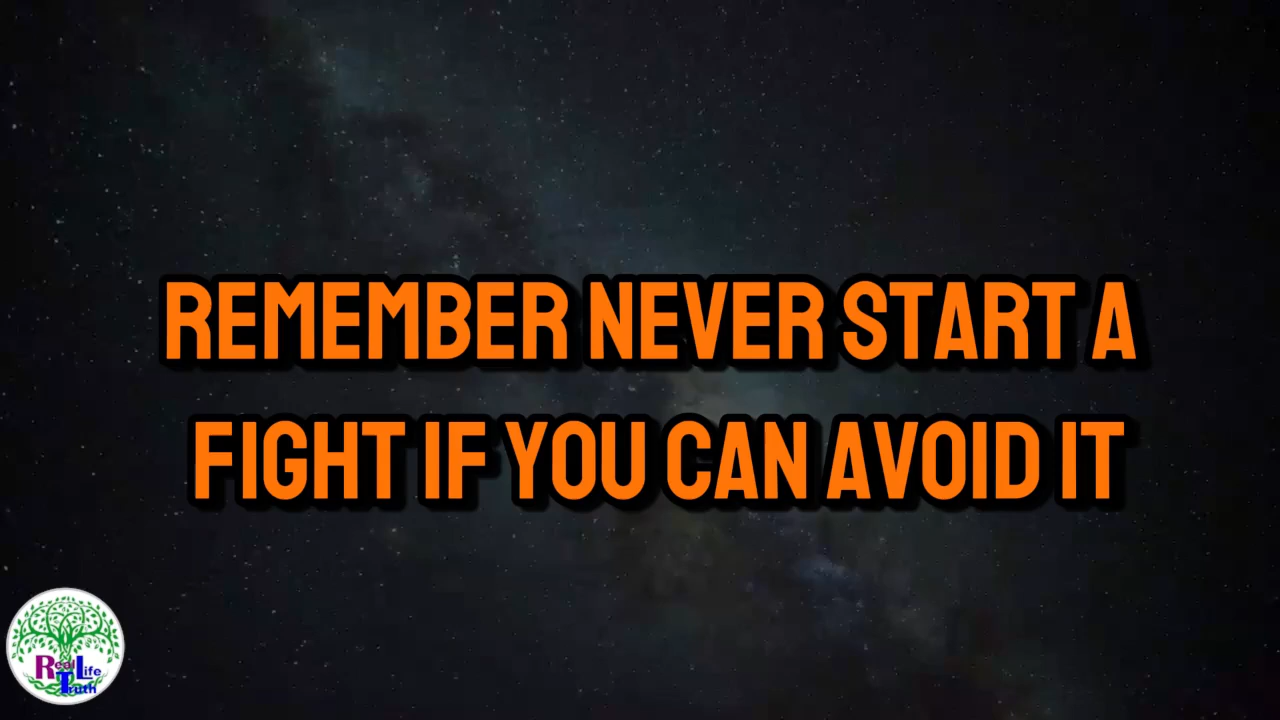 REMEMBER NEVER START A
FIGHT IF YOU CAN AVOID IT
Real Life
Truth